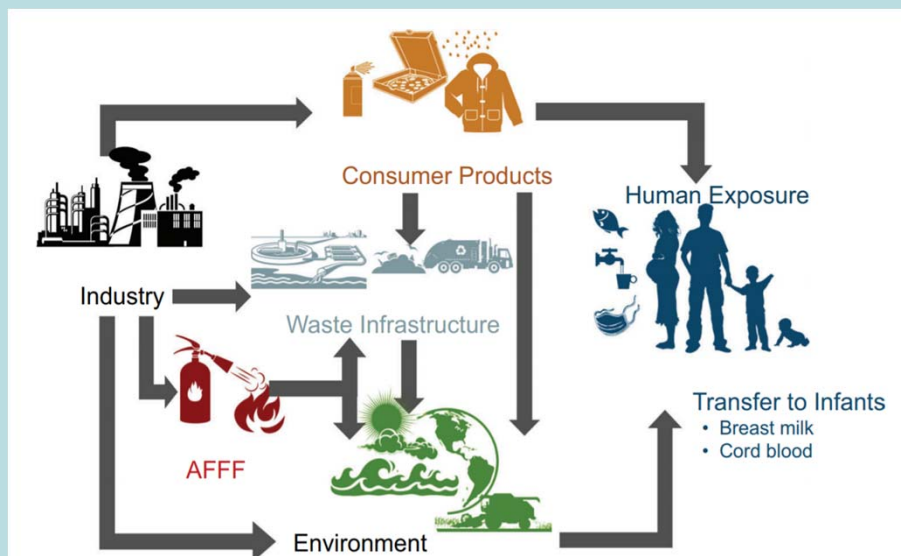 Consumer Products
Human Exposure
Industry
Waste Infrastructure
AFFF
Transfer to Infants
• Breast milk
• Cord blood
Environment